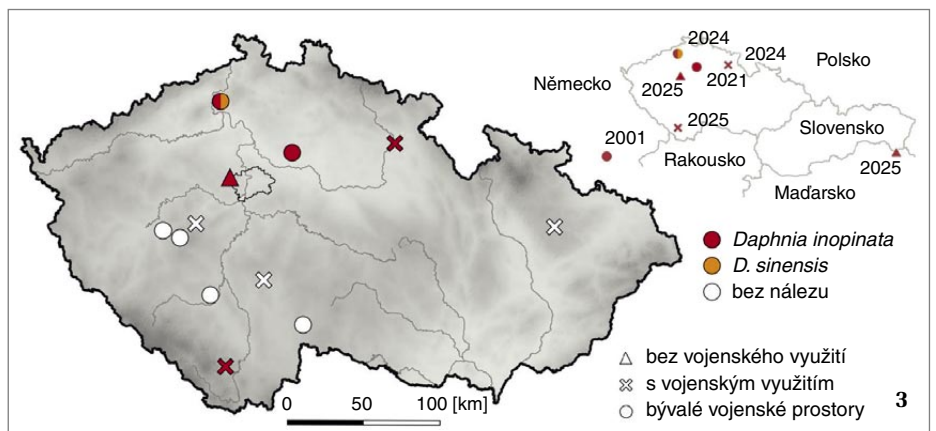 2024
2024
Polsko
Německo
2021
2025
2025
2001
Slovensko
Rakousko
2025
Maďarsko
Daphnia inopinata
D. sinensis
bez nálezu
bez vojenského využití
s vojenským využitím
bývalé vojenské prostory
3
0 50 100 [km]